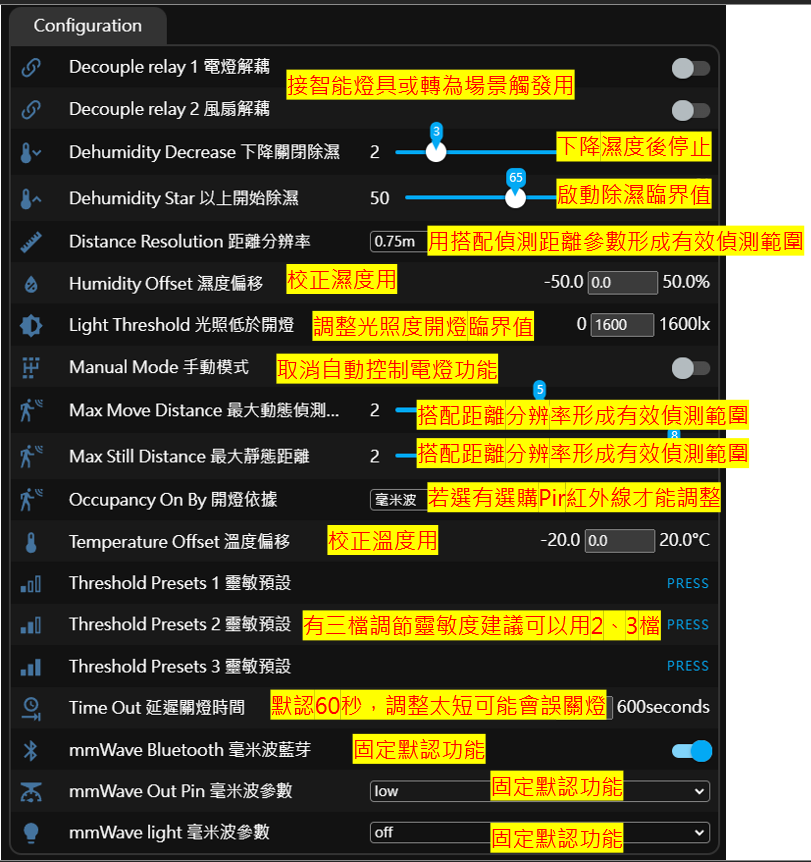 Configuration
Decouple relay 1 電燈解藕
接智能燈具或轉為場景觸發用
Decouple relay 2 風扇解藕
3
Dehumidity Decrease 下降關閉除濕 2 下降濕度後停止
65
Dehumidity Star 以上開始除濕 50 啟動除濕臨界值
Distance Resolution 距離分辨率 0.75m 用搭配偵測距離參數形成有效偵測範圍
Humidity Offset 濕度偏移 校正濕度用 -50.0 0.0 50.0%
Light Threshold 光照低於開燈 調整光照度開燈臨界值 0 1600 1600lx
Manual Mode 手動模式 取消自動控制電燈功能
5
Max Move Distance 最大動態偵測... 2 搭配距離分辨率形成有效偵測範圍
8
Max Still Distance 最大靜態距離 2 搭配距離分辨率形成有效偵測範圍
Occupancy On By 開燈依據 毫米波 若選有選購Pir紅外線才能調整
Temperature Offset 溫度偏移 校正溫度用 -20.0 0.0 20.0°C
Threshold Presets 1 靈敏預設 PRESS
Threshold Presets 2 靈敏預設 有三檔調節靈敏度建議可以用2、3檔 PRESS
Threshold Presets 3 靈敏預設 PRESS
Time Out 延遲關燈時間 默認60秒，調整太短可能會誤關燈 600seconds
mmWave Bluetooth 毫米波藍芽 固定默認功能
mmWave Out Pin 毫米波參數 low 固定默認功能
mmWave light 毫米波參數 off 固定默認功能